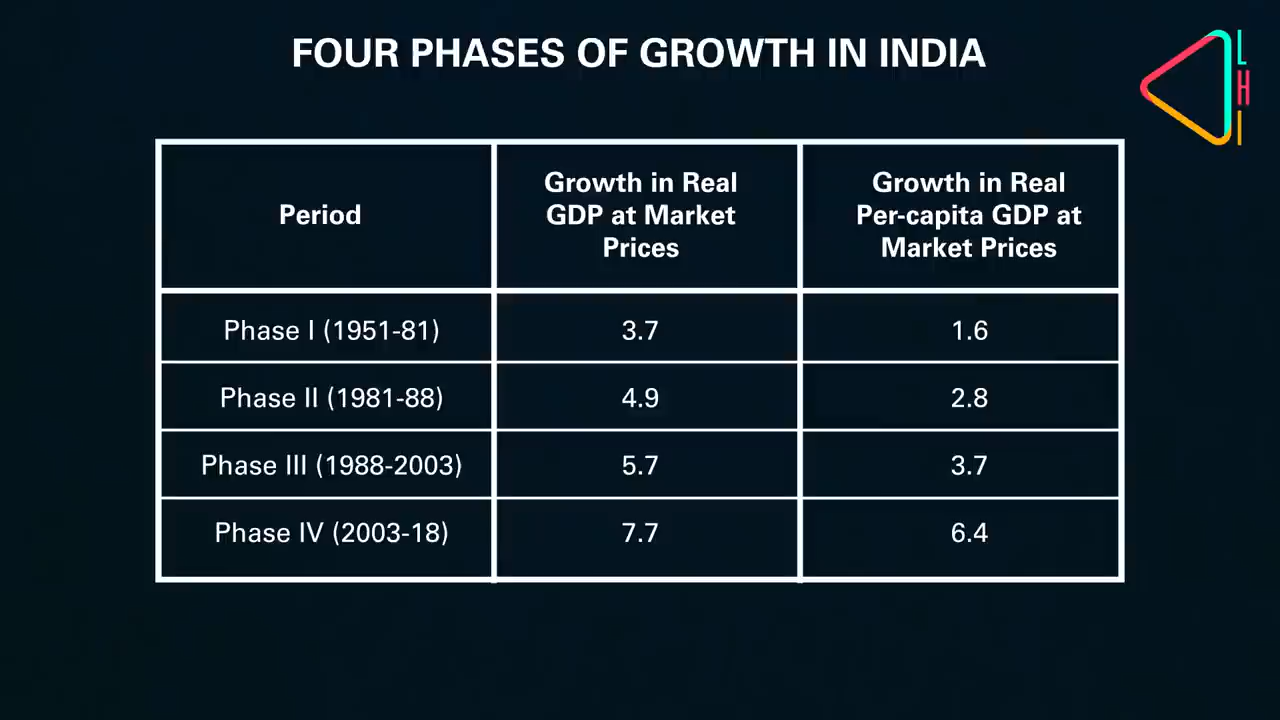 FOUR PHASES OF GROWTH IN INDIA
L
H
I
Period
Growth in Real
GDP at Market
Prices
Growth in Real
Per-capita GDP at
Market Prices
Phase I (1951-81)
3.7
1.6
Phase II (1981-88)
4.9
2.8
Phase III (1988-2003)
5.7
3.7
Phase IV (2003-18)
7.7
6.4